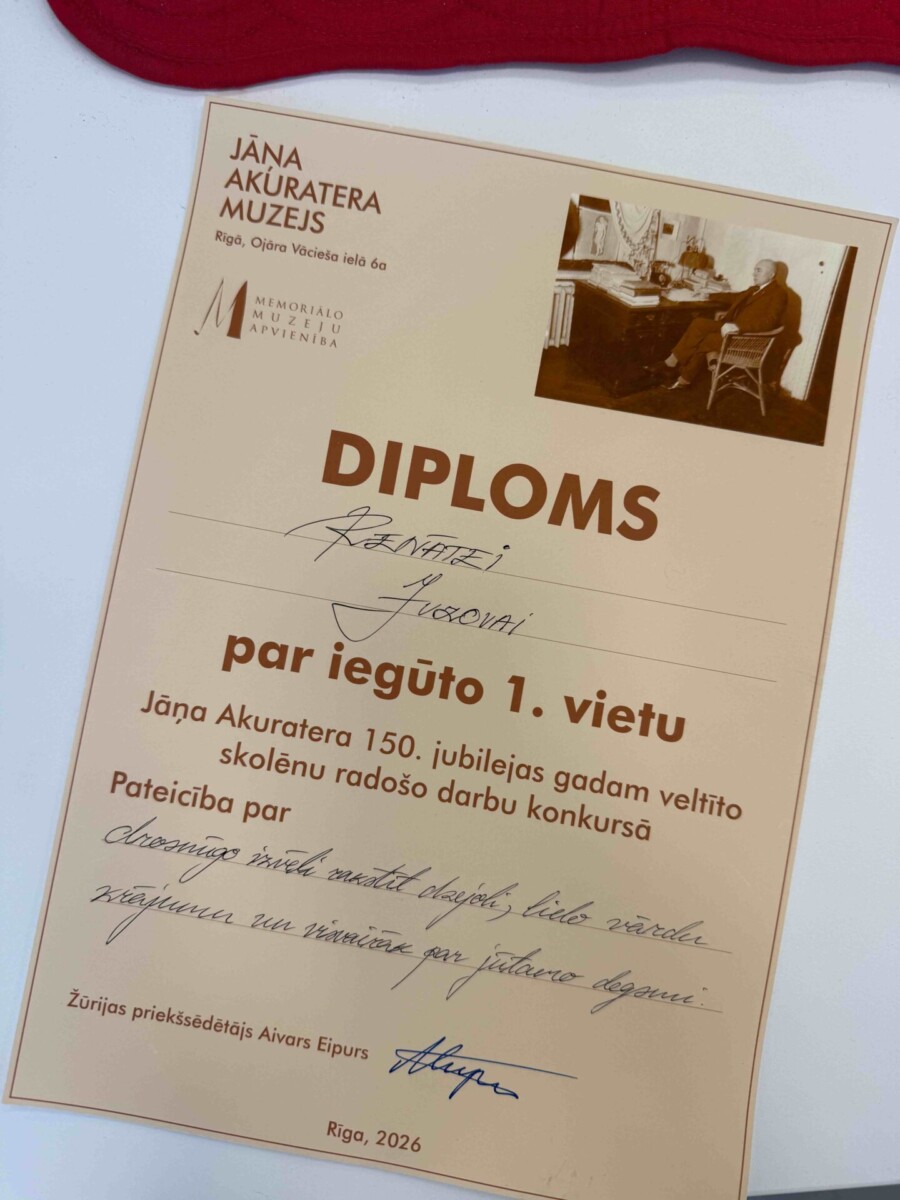 JĀŅA
AKURATERA
MUZEJS
Rīgā, Ojāra Vācieša ielā 6a
MEMORIĀLO
MUZEJU
APVIENĪBA
DIPLOMS
RENĀTEI
JUZOVAI
par iegūto 1. vietu
Jāņa Akuratera 150. jubilejas gadam veltīto
skolēnu radošo darbu konkursā
Pateicība par
drosmīgo izvēli rakstīt dzejoli, lielo vārdu
krājumu un visvairāk par jūtamo degsmi.
Žūrijas priekšsēdētājs Aivars Eipurs
Rīga, 2026